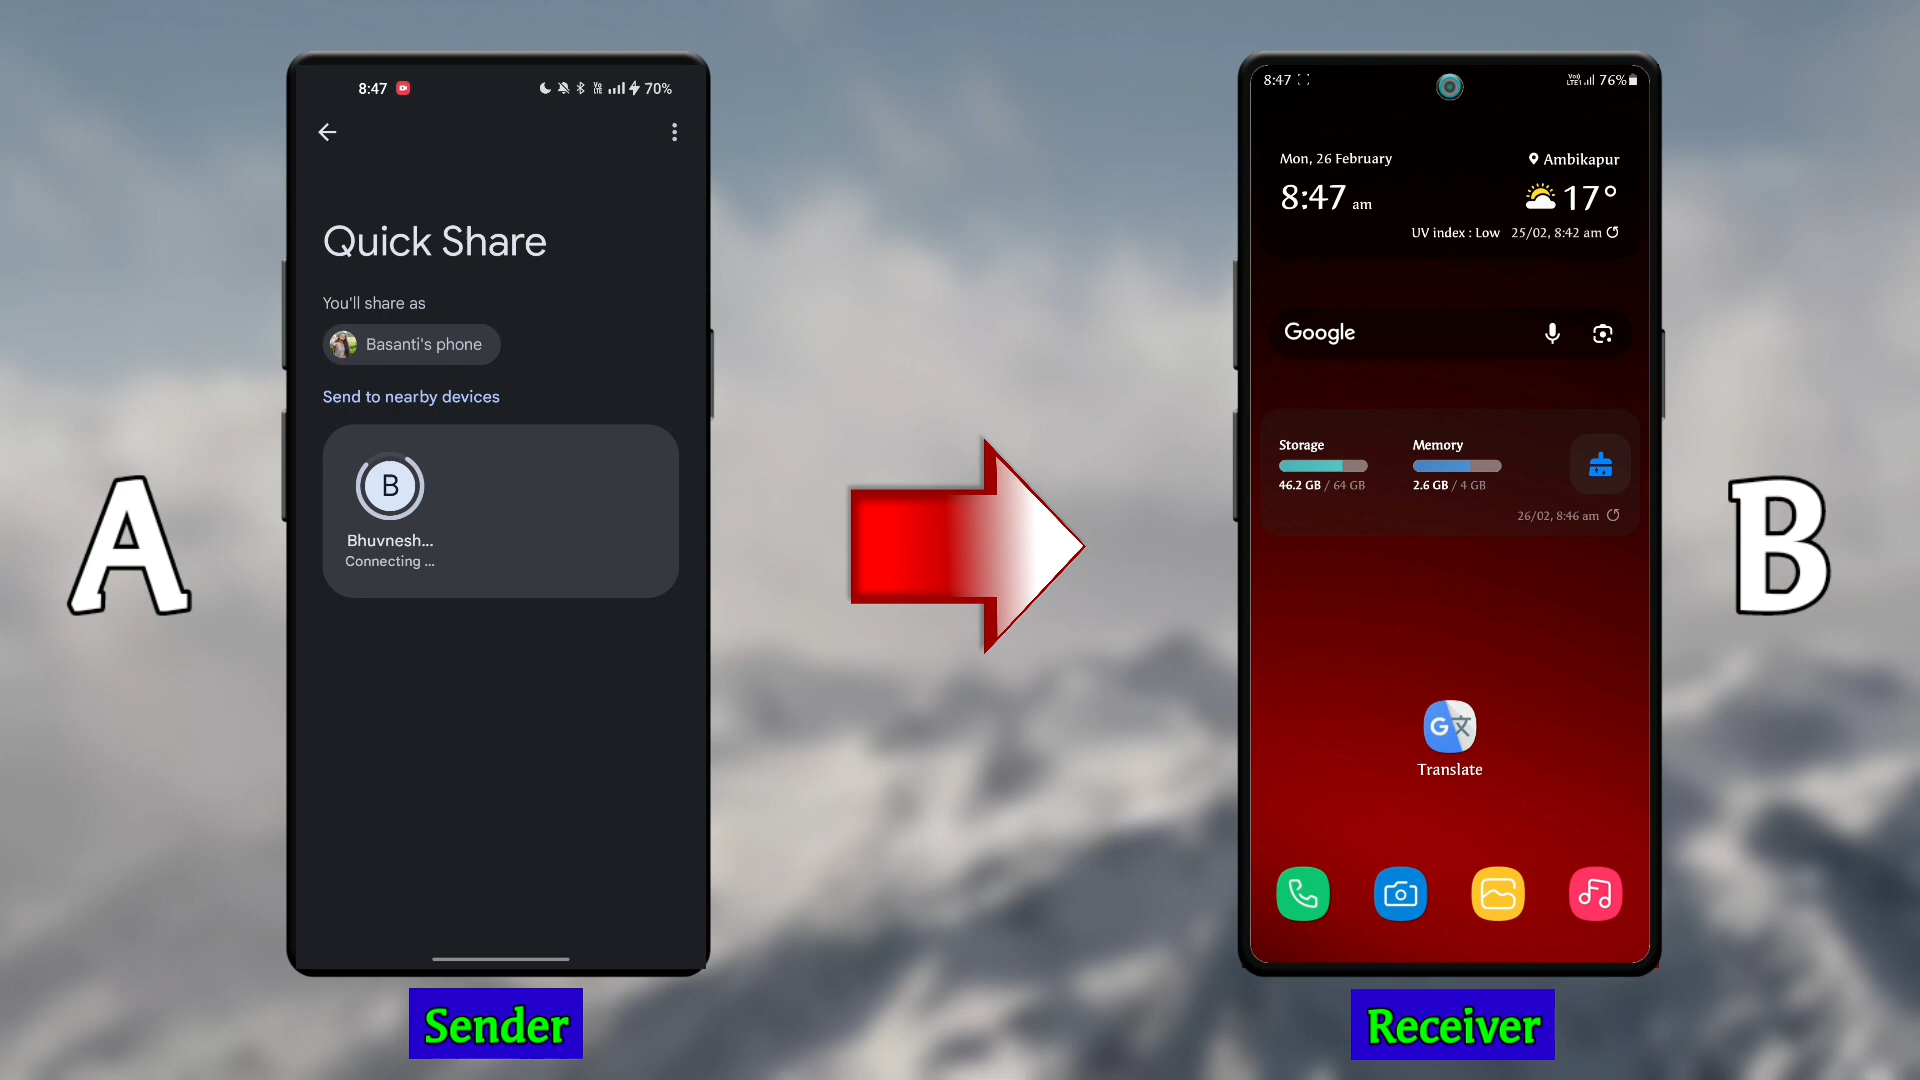 A
8:47
70%
Quick Share
You'll share as
Basanti's phone
Send to nearby devices
B
Bhuvnesh...
Connecting ...
Sender
8:47
76%
Mon, 26 February
Ambikapur
8:47 am
17°
UV index : Low 25/02, 8:42 am
Google
Storage
Memory
46.2 GB / 64 GB
2.6 GB / 4 GB
26/02, 8:46 am
G文
Translate
Receiver
B